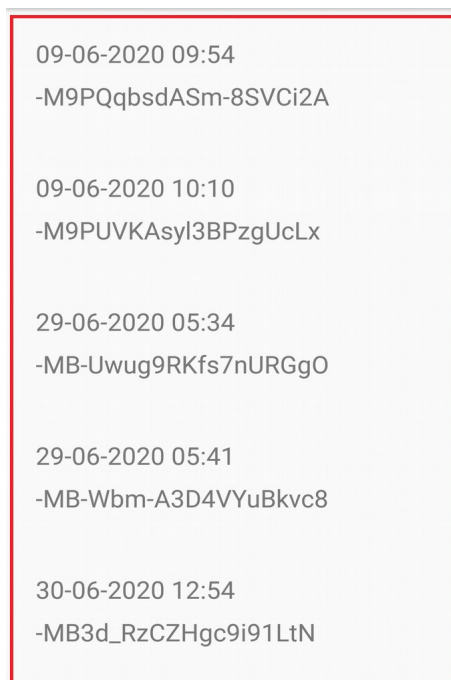 09-06-2020 09:54
-M9PQqbsdASm-8SVCi2A
09-06-2020 10:10
-M9PUVKAsyl3BPzgUcLx
29-06-2020 05:34
-MB-Uwug9RKfs7nURGgO
29-06-2020 05:41
-MB-Wbm-A3D4VYuBkvc8
30-06-2020 12:54
-MB3d_RzCZHgc9i91LtN